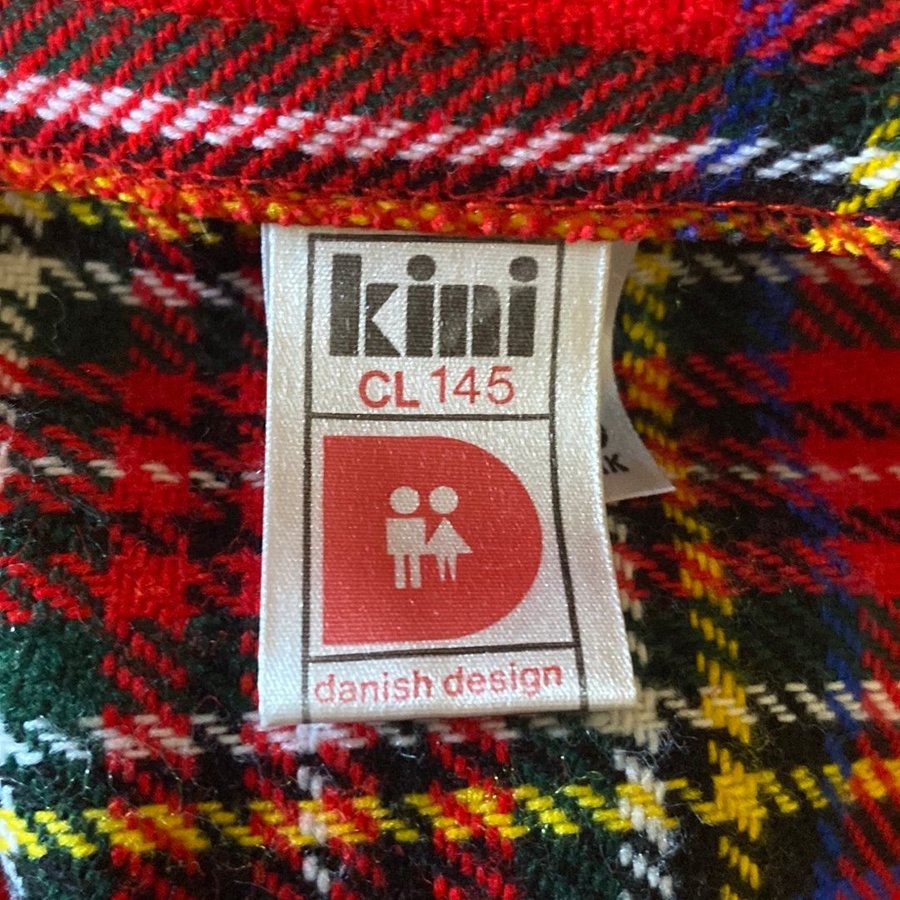 kini
CL 145
danish design